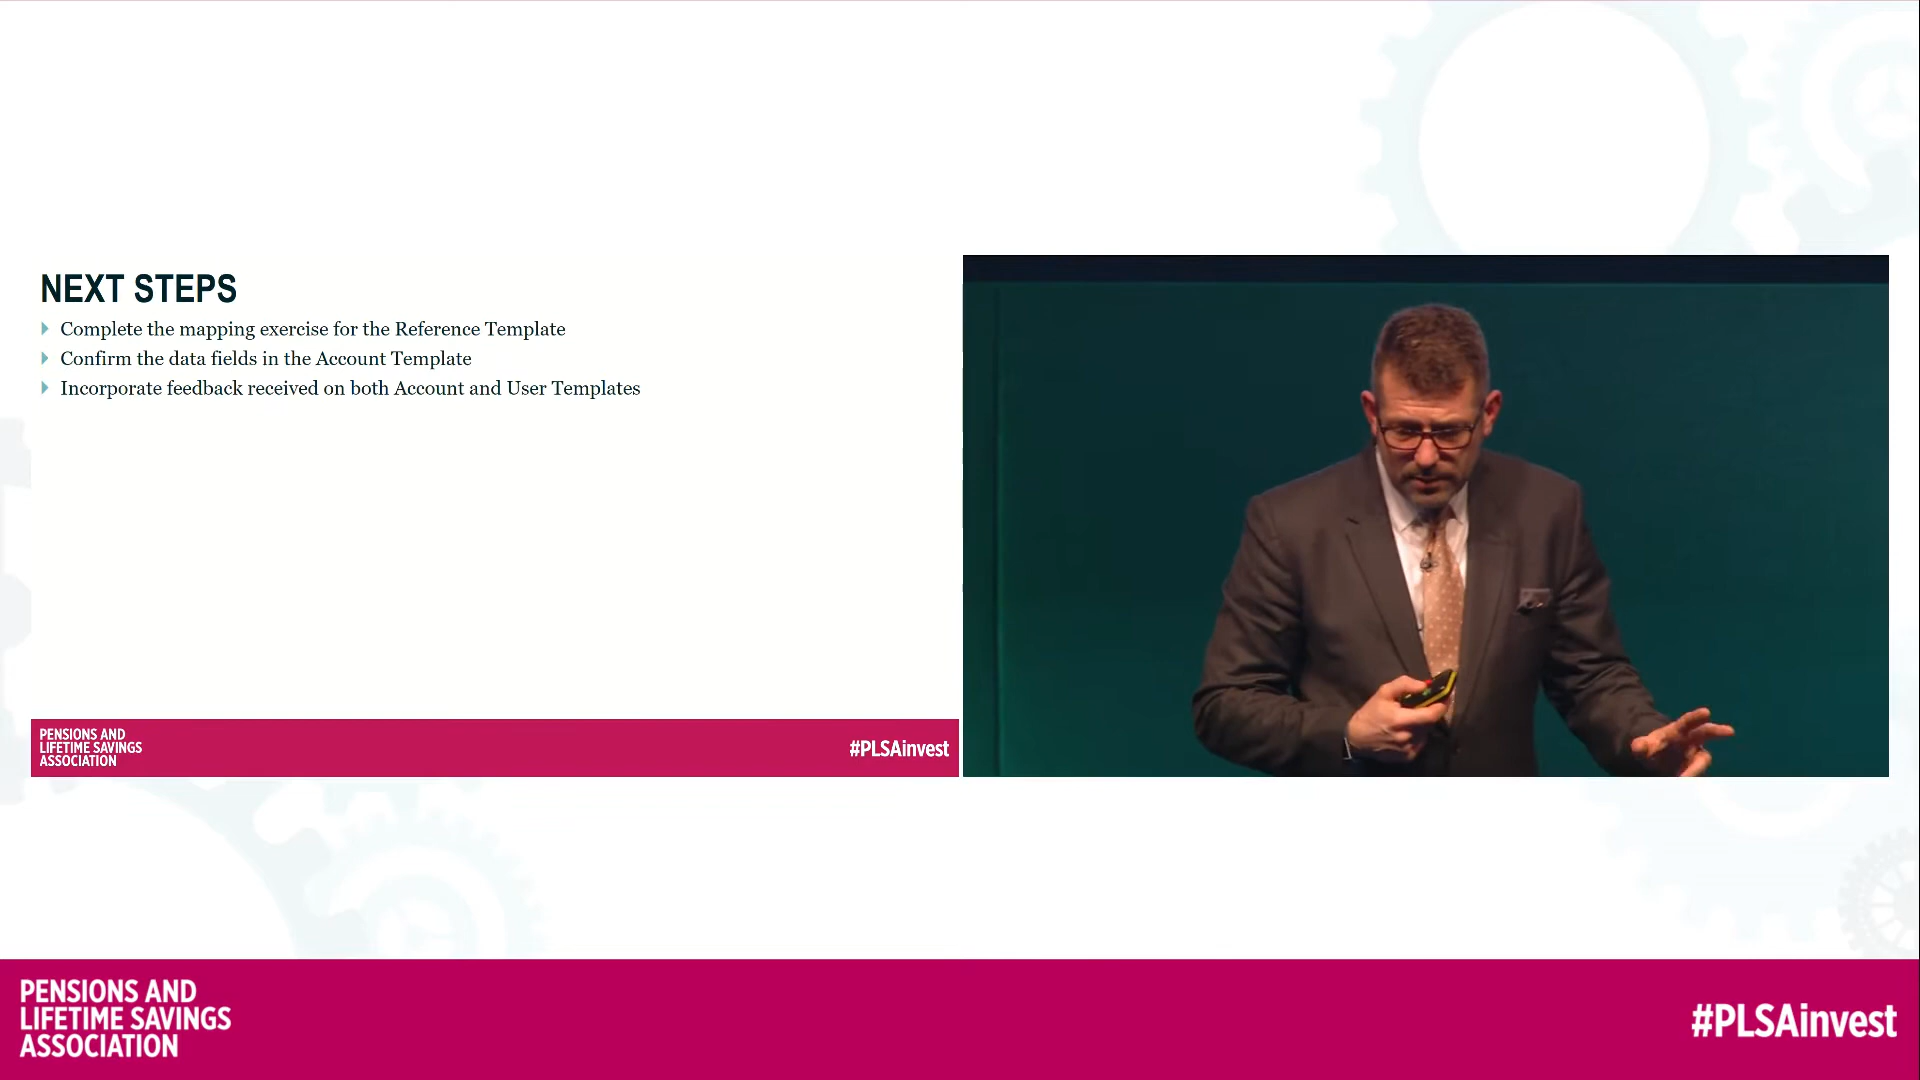 NEXT STEPS
Complete the mapping exercise for the Reference Template
Confirm the data fields in the Account Template
Incorporate feedback received on both Account and User Templates
PENSIONS AND
LIFETIME SAVINGS
ASSOCIATION
#PLSAinvest
PENSIONS AND
LIFETIME SAVINGS
ASSOCIATION
#PLSAinvest